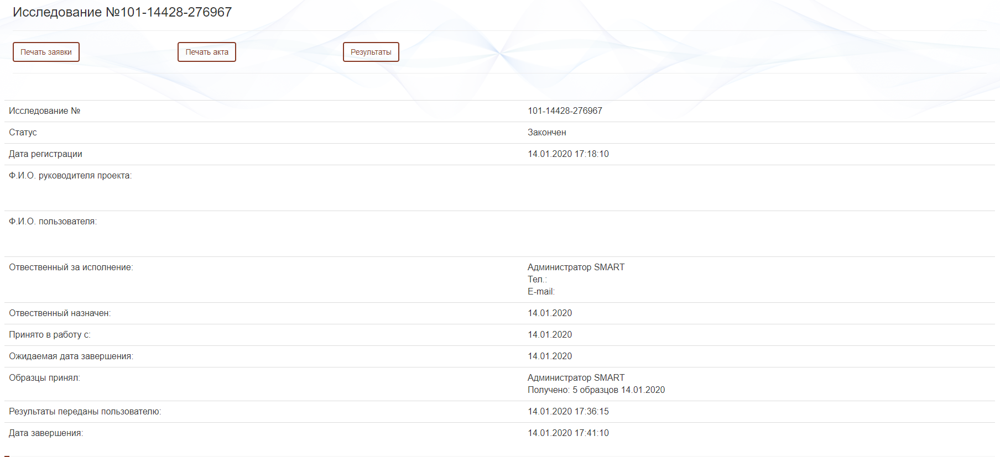 Исследование №101-14428-276967
Печать заявки
Печать акта
Результаты
Исследование № 101-14428-276967
Статус Закончен
Дата регистрации 14.01.2020 17:18:10
Ф.И.О. руководителя проекта:
Ф.И.О. пользователя:
Отвественный за исполнение: Администратор SMART
Тел.:
E-mail:
Отвественный назначен: 14.01.2020
Принято в работу с: 14.01.2020
Ожидаемая дата завершения: 14.01.2020
Образцы принял: Администратор SMART
Получено: 5 образцов 14.01.2020
Результаты переданы пользователю: 14.01.2020 17:36:15
Дата завершения: 14.01.2020 17:41:10